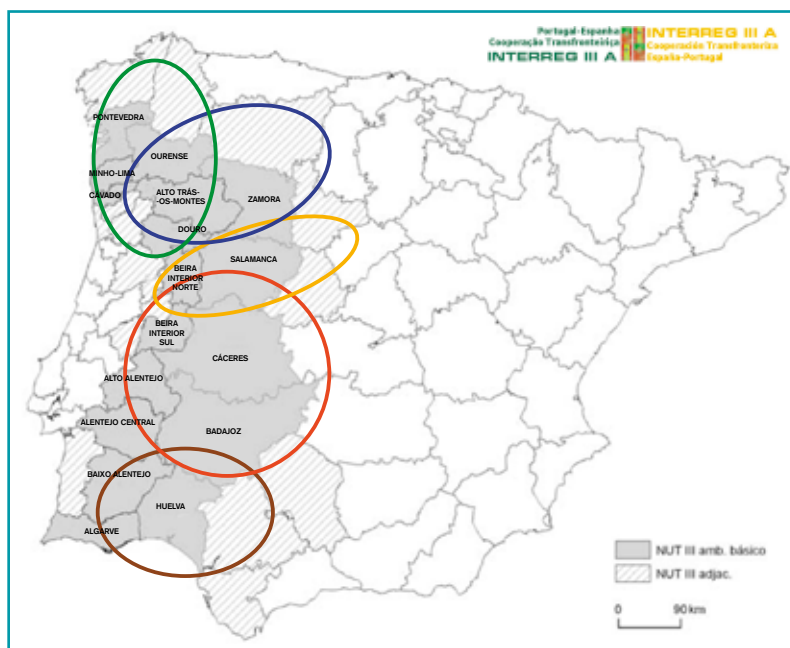 Portugal-Espanha
Cooperação Transfronteiriça
INTERREG III A
INTERREG III A
Cooperación Transfronteriza
España-Portugal
PONTEVEDRA
OURENSE
MINHO-LIMA
CÁVADO
ALTO TRÁS-
-OS-MONTES
ZAMORA
DOURO
SALAMANCA
BEIRA
INTERIOR
NORTE
BEIRA
INTERIOR
SUL
CÁCERES
ALTO ALENTEJO
ALENTEJO CENTRAL
BADAJOZ
BAIXO ALENTEJO
HUELVA
ALGARVE
NUT III amb. básico
NUT III adjac.
0 90 km